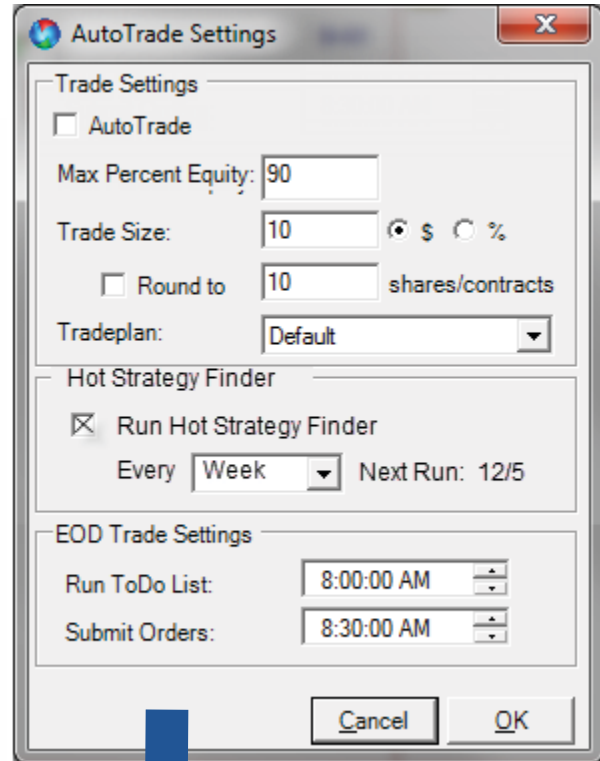 AutoTrade Settings
Trade Settings
AutoTrade
Max Percent Equity: 90
Trade Size: 10 $ %
Round to 10 shares/contracts
Tradeplan: Default
Hot Strategy Finder
Run Hot Strategy Finder
Every Week Next Run: 12/5
EOD Trade Settings
Run ToDo List: 8:00:00 AM
Submit Orders: 8:30:00 AM
Cancel OK